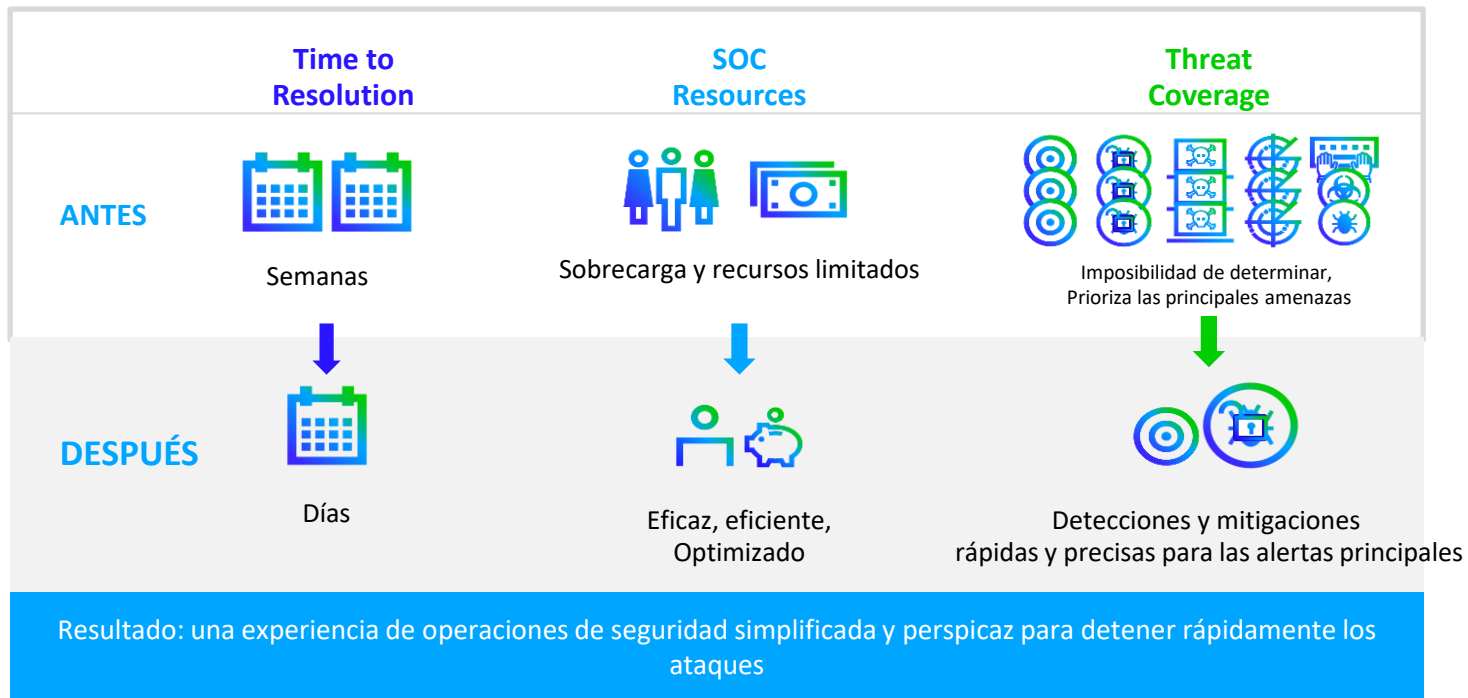 Time to
Resolution
SOC
Resources
Threat
Coverage
ANTES
Semanas
Sobrecarga y recursos limitados
Imposibilidad de determinar,
Prioriza las principales amenazas
DESPUÉS
Días
Eficaz, eficiente,
Optimizado
Detecciones y mitigaciones
rápidas y precisas para las alertas principales
Resultado: una experiencia de operaciones de seguridad simplificada y perspicaz para detener rápidamente los
ataques